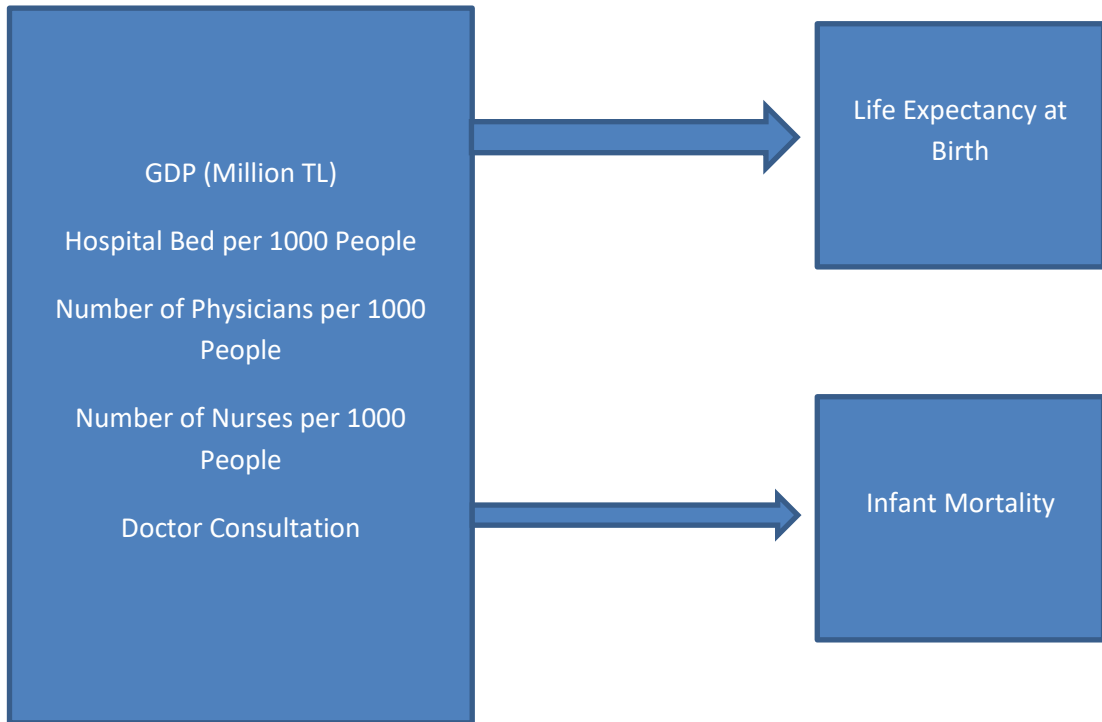 GDP (Million TL)
Hospital Bed per 1000 People
Number of Physicians per 1000
People
Number of Nurses per 1000
People
Doctor Consultation
Life Expectancy at
Birth
Infant Mortality